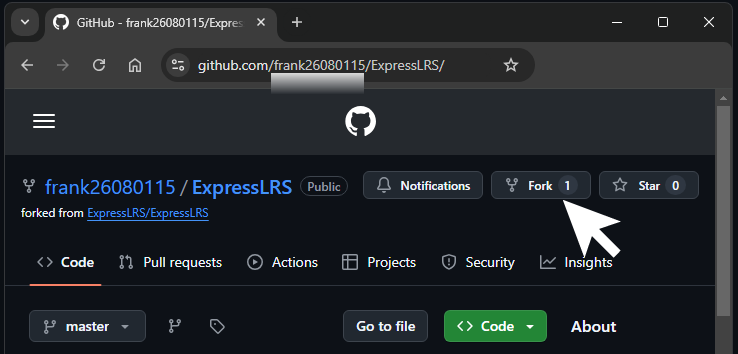 GitHub - frank26080115/Expres
github.com/frank26080115/ExpressLRS/
frank26080115 / ExpressLRS Public Notifications Fork 1 Star 0
forked from ExpressLRS/ExpressLRS
Code Pull requests Actions Projects Security Insights
master Go to file Code About